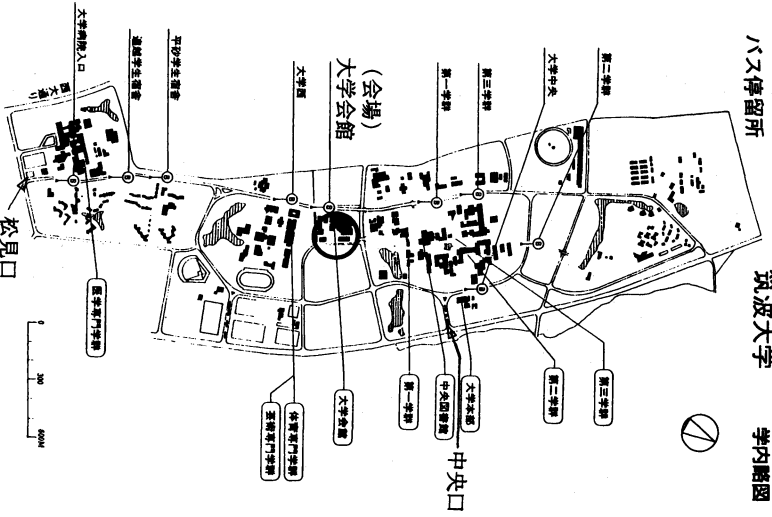 バス停留所
筑波大学
学内略図
大学病院入口
追越学生宿舎
平砂学生宿舎
大学西
(会場)
大学会館
第一学群
第三学群
大学中央
第二学群
西大通り
松見口
医学専門学群
芸術専門学群
体育専門学群
大学会館
第一学群
中央図書館
大学本部
第二学群
第三学群
中央口
0
300
600M